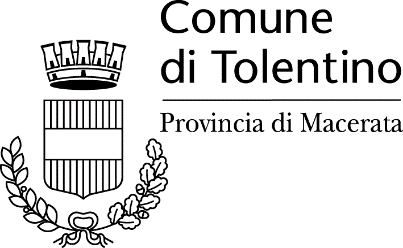 Comune
di Tolentino
Provincia di Macerata